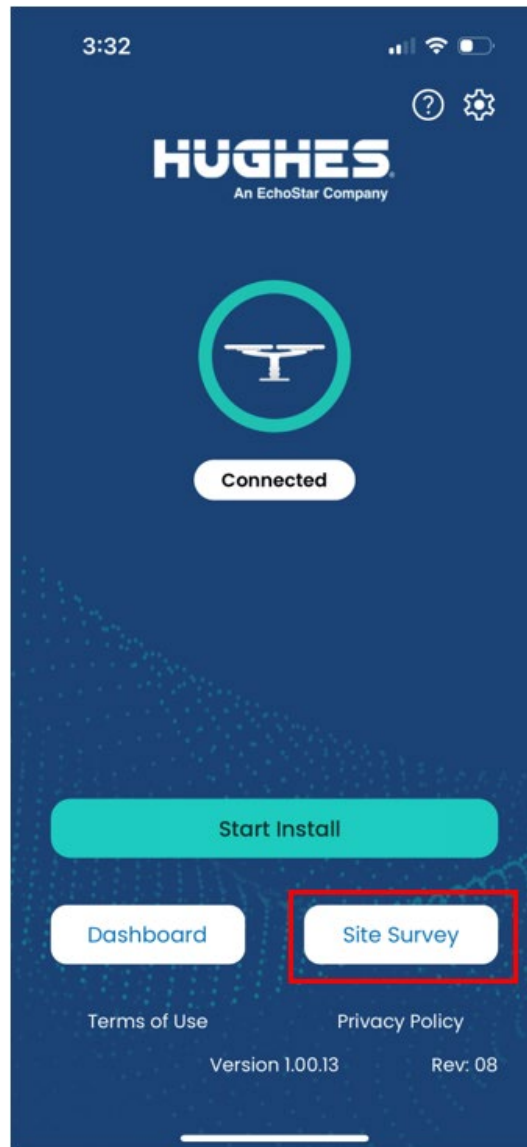 3:32
HUGHES.
An EchoStar Company
Connected
Start Install
Dashboard
Site Survey
Terms of Use
Privacy Policy
Version 1.00.13
Rev: 08